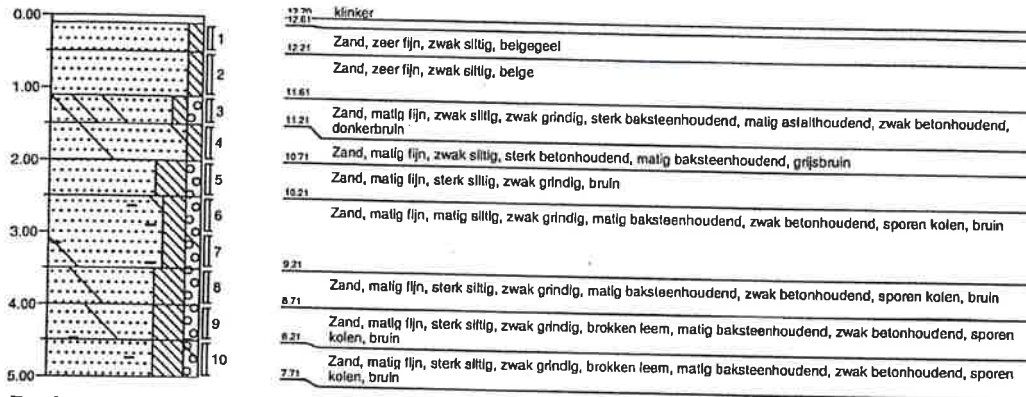 0.00
1.00
2.00
3.00
4.00
5.00
1
2
3
4
5
6
7
8
9
10
12.70 klinker
12.61
Zand, zeer fijn, zwak siltig, beigegeel
12.21
Zand, zeer fijn, zwak siltig, beige
11.61
Zand, matig fijn, zwak siltig, zwak grindig, sterk baksteenhoudend, matig asfalthoudend, zwak betonhoudend,
11.21 donkerbruin
Zand, matig fijn, zwak siltig, sterk betonhoudend, matig baksteenhoudend, grijsbruin
10.71
Zand, matig fijn, sterk siltig, zwak grindig, bruin
10.21
Zand, matig fijn, matig siltig, zwak grindig, matig baksteenhoudend, zwak betonhoudend, sporen kolen, bruin
9.21
Zand, matig fijn, sterk siltig, zwak grindig, matig baksteenhoudend, zwak betonhoudend, sporen kolen, bruin
8.71
Zand, matig fijn, sterk siltig, zwak grindig, brokken leem, matig baksteenhoudend, zwak betonhoudend, sporen
8.21 kolen, bruin
Zand, matig fijn, sterk siltig, zwak grindig, brokken leem, matig baksteenhoudend, zwak betonhoudend, sporen
7.71 kolen, bruin